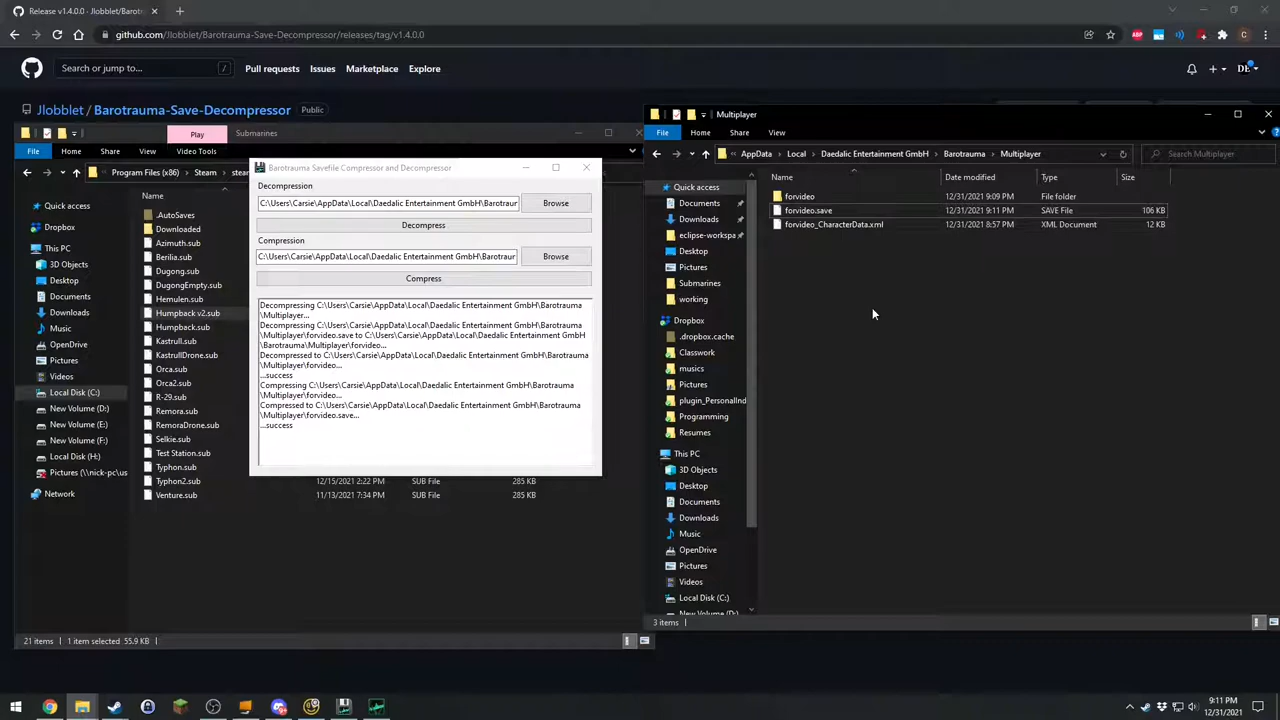 Release v1.4.0.0 · Jlobblet/Barot
github.com/Jlobblet/Barotrauma-Save-Decompressor/releases/tag/v1.4.0.0
Search or jump to...
/
Pull requests
Issues
Marketplace
Explore
Jlobblet / Barotrauma-Save-Decompressor
Public
Play
Submarines
File
Home
Share
View
Video Tools
Program Files (x86)
Steam
Name
Quick access
Dropbox
This PC
3D Objects
Desktop
Documents
Downloads
Music
OpenDrive
Pictures
Videos
Local Disk (C:)
New Volume (D:)
New Volume (E:)
New Volume (F:)
Local Disk (H:)
Pictures (\\nick-pc\us
Network
.AutoSaves
Downloaded
Azimuth.sub
Berilia.sub
Dugong.sub
DugongEmpty.sub
Hemulen.sub
Humpback v2.sub
Humpback.sub
Kastrull.sub
KastrullDrone.sub
Orca.sub
Orca2.sub
R-29.sub
Remora.sub
RemoraDrone.sub
Selkie.sub
Test Station.sub
Typhon.sub
Typhon2.sub
12/15/2021 2:22 PM
SUB File
285 KB
Venture.sub
11/13/2021 7:34 PM
SUB File
285 KB
21 items
1 item selected 55.9 KB
Barotrauma Savefile Compressor and Decompressor
Decompression
C:\Users\Carsie\AppData\Local\Daedalic Entertainment GmbH\Barotraur
Browse
Decompress
Compression
C:\Users\Carsie\AppData\Local\Daedalic Entertainment GmbH\Barotraur
Browse
Compress
Decompressing C:\Users\Carsie\AppData\Local\Daedalic Entertainment GmbH\Barotrauma
\Multiplayer...
Decompressing C:\Users\Carsie\AppData\Local\Daedalic Entertainment GmbH\Barotrauma
\Multiplayer\forvideo.save to C:\Users\Carsie\AppData\Local\Daedalic Entertainment GmbH
\Barotrauma\Multiplayer\forvideo...
Decompressed to C:\Users\Carsie\AppData\Local\Daedalic Entertainment GmbH\Barotrauma
\Multiplayer\forvideo...
...success
Compressing C:\Users\Carsie\AppData\Local\Daedalic Entertainment GmbH\Barotrauma
\Multiplayer\forvideo...
Compressed to C:\Users\Carsie\AppData\Local\Daedalic Entertainment GmbH\Barotrauma
\Multiplayer\forvideo.save...
...success
Multiplayer
File
Home
Share
View
AppData
Local
Daedalic Entertainment GmbH
Barotrauma
Multiplayer
Search Multiplayer
Quick access
Documents
Downloads
eclipse-workspa
Desktop
Pictures
Submarines
working
Dropbox
.dropbox.cache
Classwork
musics
Pictures
plugin_PersonalInd
Programming
Resumes
This PC
3D Objects
Desktop
Documents
Downloads
Music
OpenDrive
Pictures
Videos
Local Disk (C:)
New Volume (D:)
Name
Date modified
Type
Size
forvideo
12/31/2021 9:09 PM
File folder
forvideo.save
12/31/2021 9:11 PM
SAVE File
106 KB
forvideo_CharacterData.xml
12/31/2021 8:57 PM
XML Document
12 KB
3 items
9:11 PM
12/31/2021